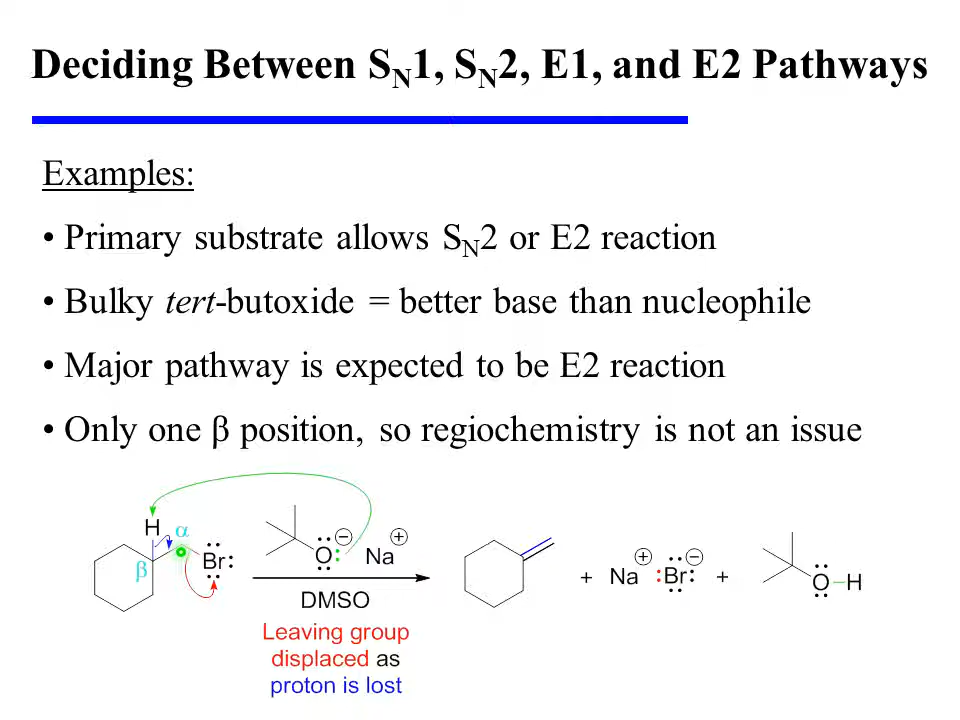 Deciding Between SN1, SN2, E1, and E2 Pathways
Examples:
• Primary substrate allows SN2 or E2 reaction
• Bulky tert-butoxide = better base than nucleophile
• Major pathway is expected to be E2 reaction
• Only one β position, so regiochemistry is not an issue
H α
β Br
O − Na +
DMSO
Leaving group
displaced as
proton is lost
+ Na + Br − + O H